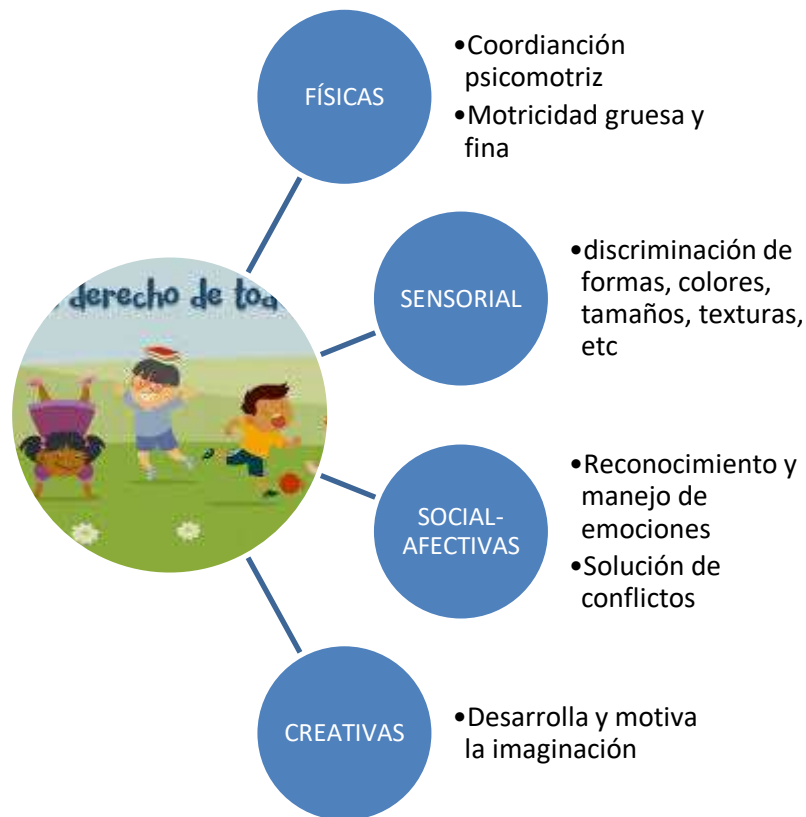 FÍSICAS
•Coordianción
psicomotriz
•Motricidad gruesa y
fina
derecho de tod
SENSORIAL
•discriminación de
formas, colores,
tamaños, texturas,
etc
SOCIAL-
AFECTIVAS
•Reconocimiento y
manejo de
emociones
•Solución de
conflictos
CREATIVAS
•Desarrolla y motiva
la imaginación